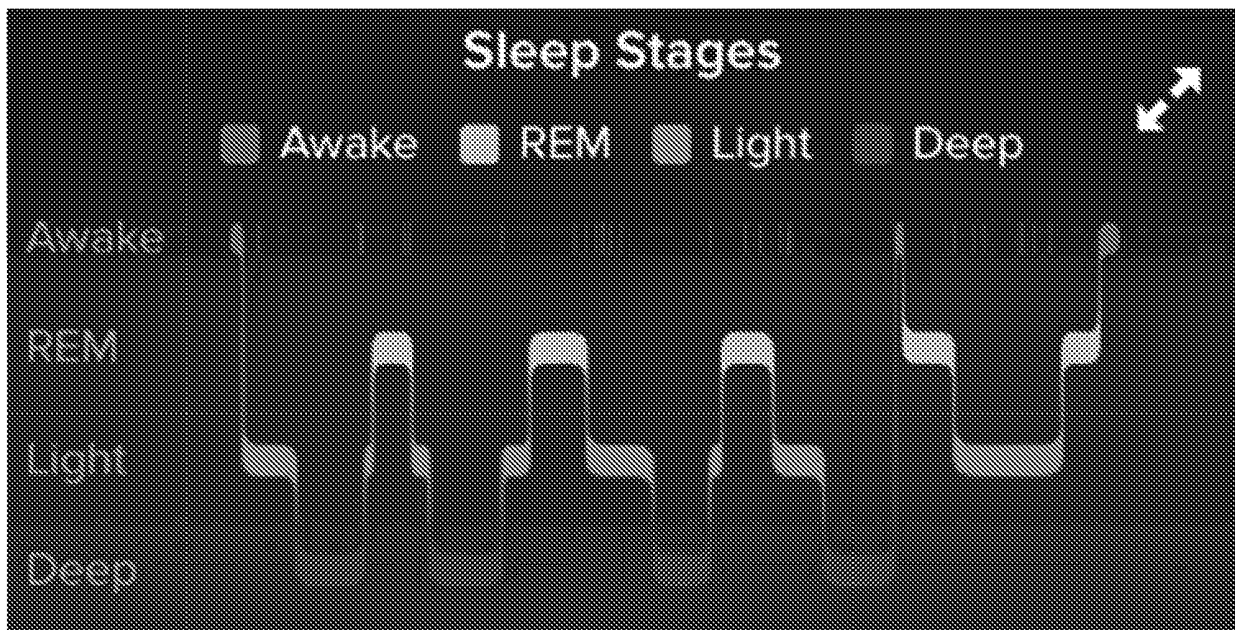 Sleep Stages
Awake REM Light Deep
Awake
REM
Light
Deep